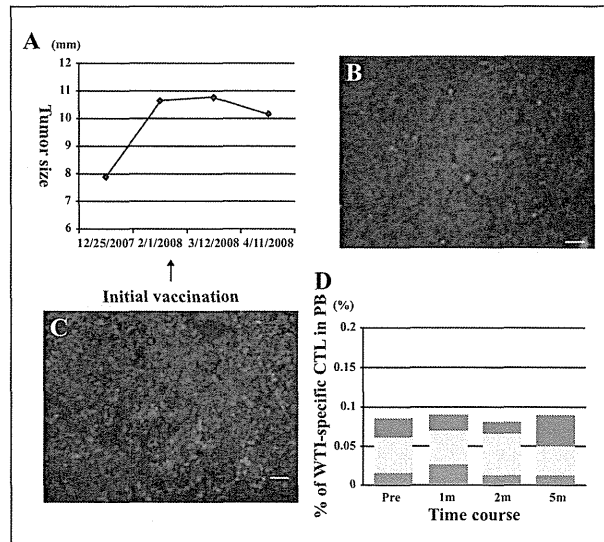 A (mm)
12
11
10
9
8
7
6
Tumor size
12/25/2007 2/1/2008 3/12/2008 4/11/2008
Initial vaccination
B
C
D
(%)
% of WT1-specific CTL in PB
0.2
0.15
0.1
0.05
0
Pre 1m 2m 5m
Time course